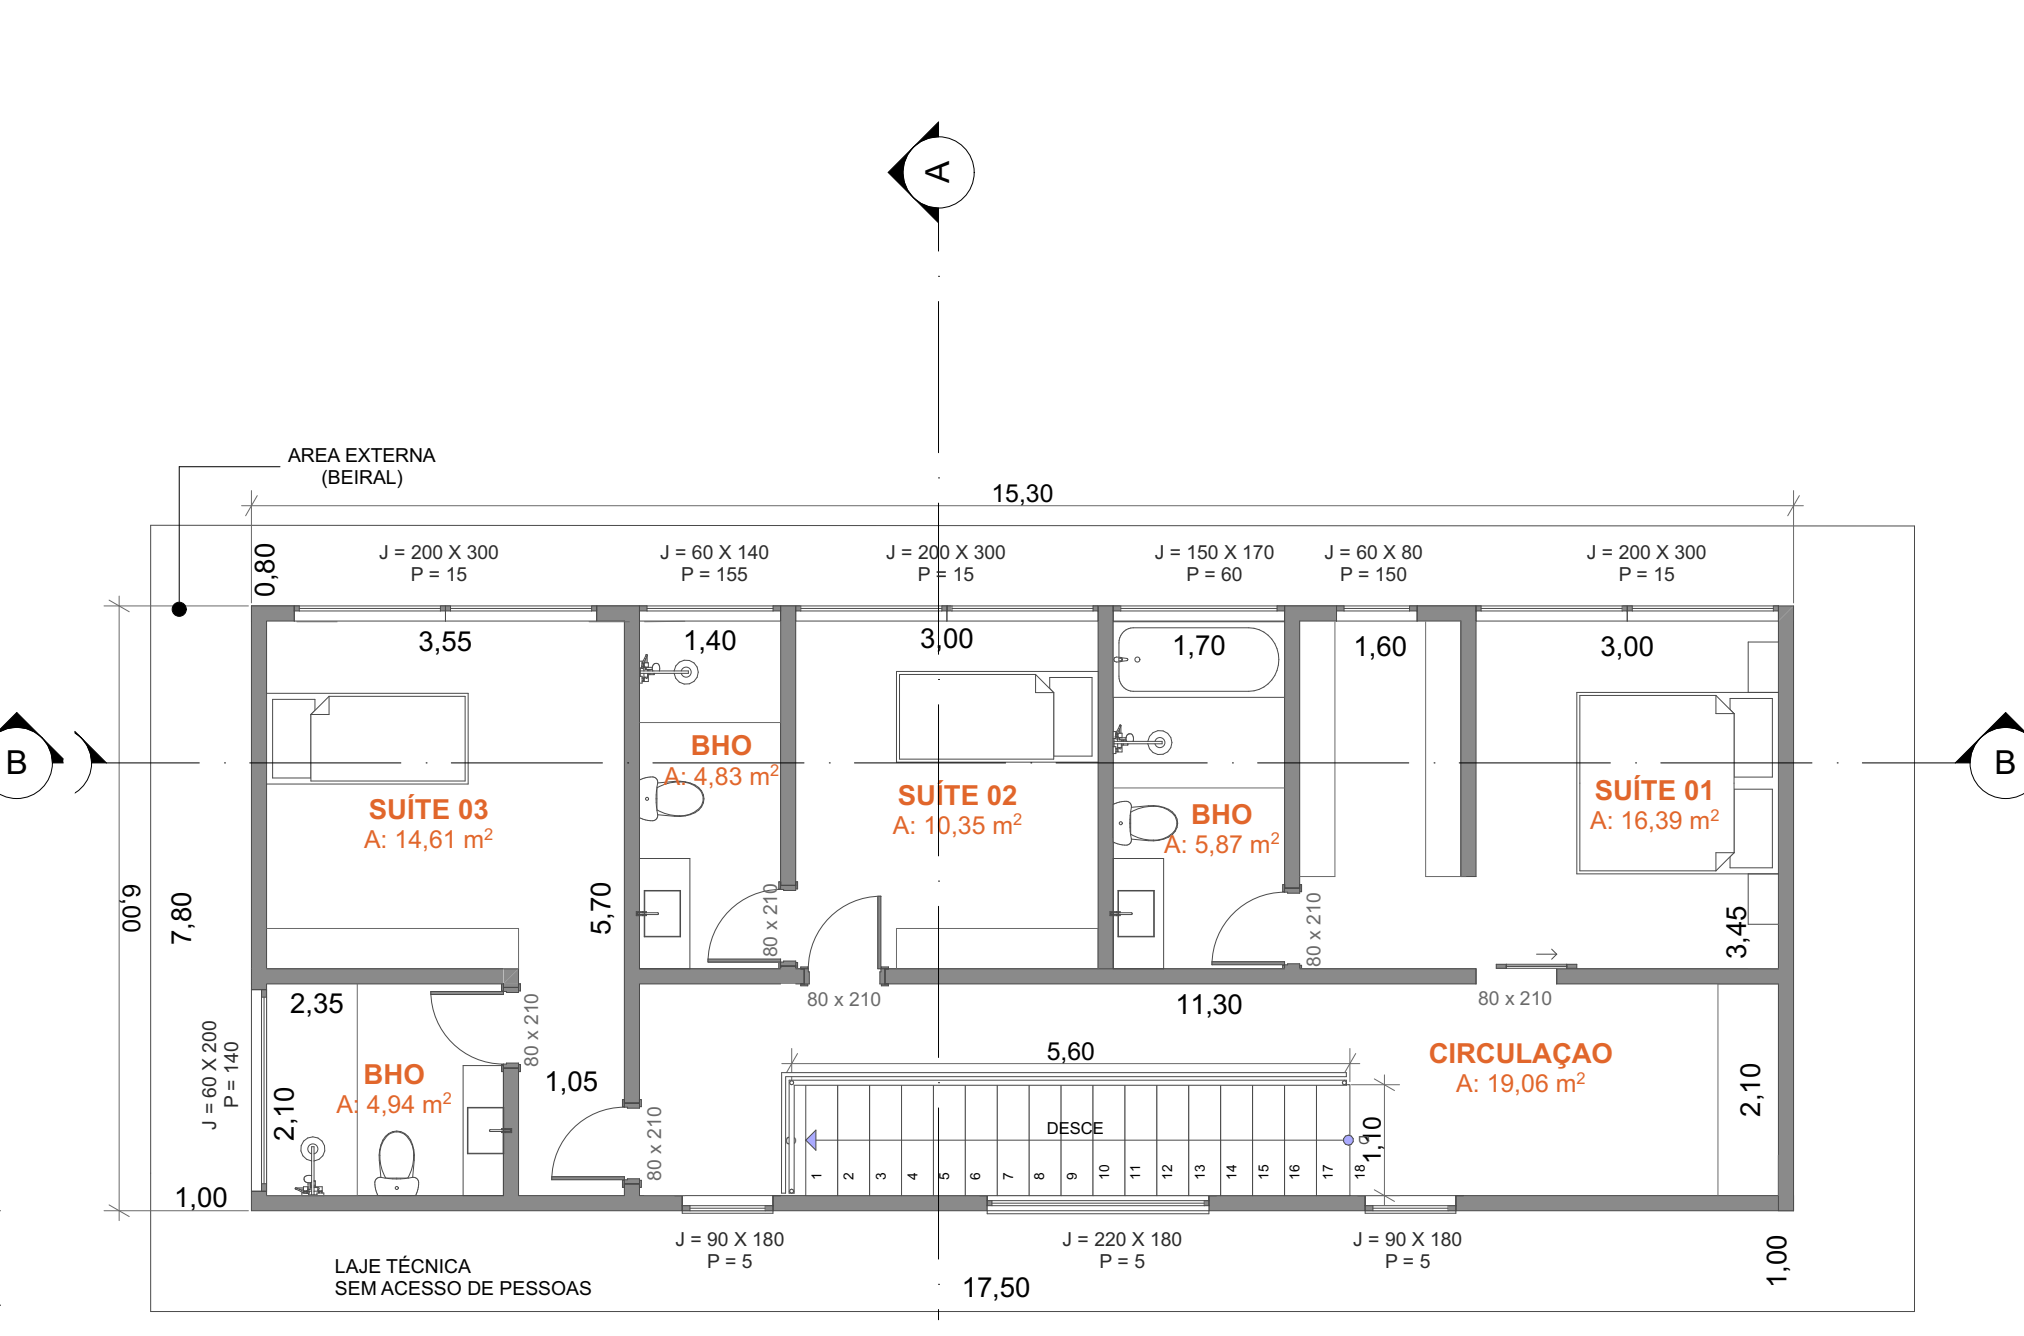 A
AREA EXTERNA
(BEIRAL)
15,30
0,80
J = 200 X 300
P = 15
J = 60 X 140
P = 155
J = 200 X 300
P = 15
J = 150 X 170
P = 60
J = 60 X 80
P = 150
J = 200 X 300
P = 15
3,55
1,40
3,00
1,70
1,60
3,00
B
B
SUÍTE 03
A: 14,61 m²
BHO
A: 4,83 m²
SUÍTE 02
A: 10,35 m²
BHO
A: 5,87 m²
SUÍTE 01
A: 16,39 m²
6,00
7,80
5,70
80 x 210
80 x 210
3,45
80 x 210
11,30
80 x 210
2,35
80 x 210
J = 60 X 200
P = 140
BHO
A: 4,94 m²
2,10
1,05
80 x 210
5,60
CIRCULAÇAO
A: 19,06 m²
2,10
DESCE
1,10
1 2 3 4 5 6 7 8 9 10 11 12 13 14 15 16 17 18
1,00
J = 90 X 180
P = 5
J = 220 X 180
P = 5
J = 90 X 180
P = 5
1,00
LAJE TÉCNICA
SEM ACESSO DE PESSOAS
17,50